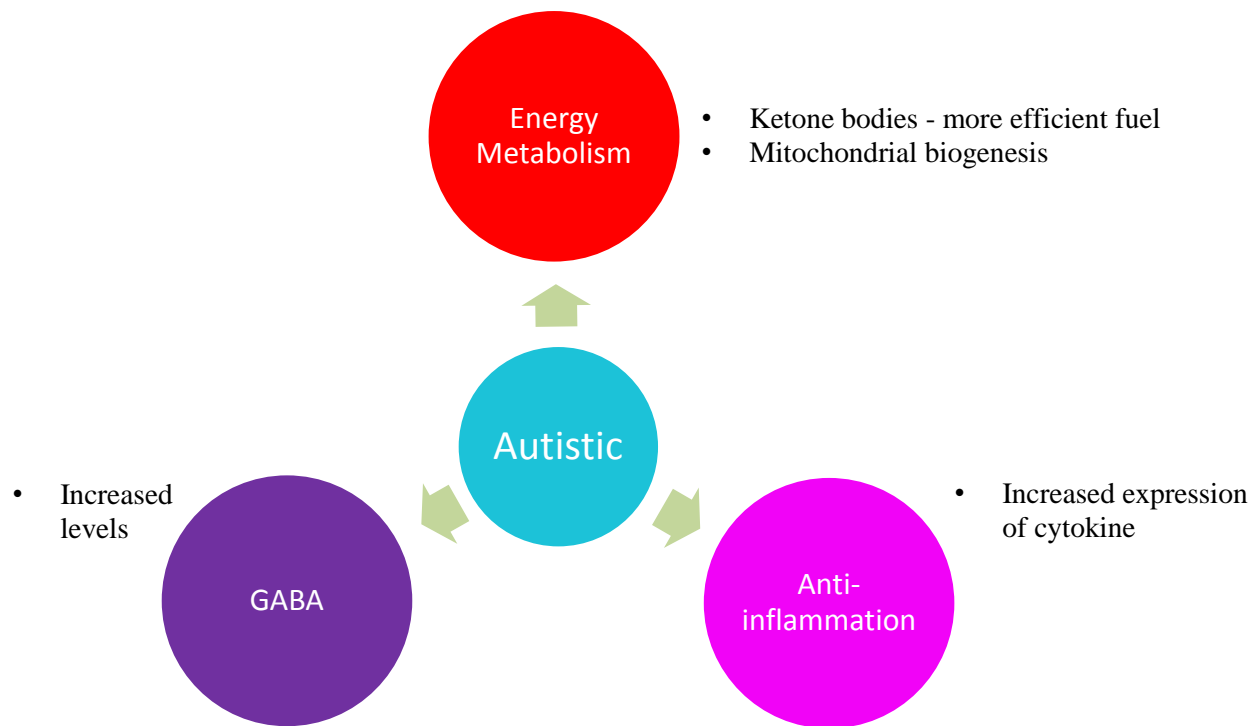 Energy
Metabolism
• Ketone bodies - more efficient fuel
• Mitochondrial biogenesis
Autistic
• Increased
levels
GABA
• Increased expression
of cytokine
Anti-
inflammation